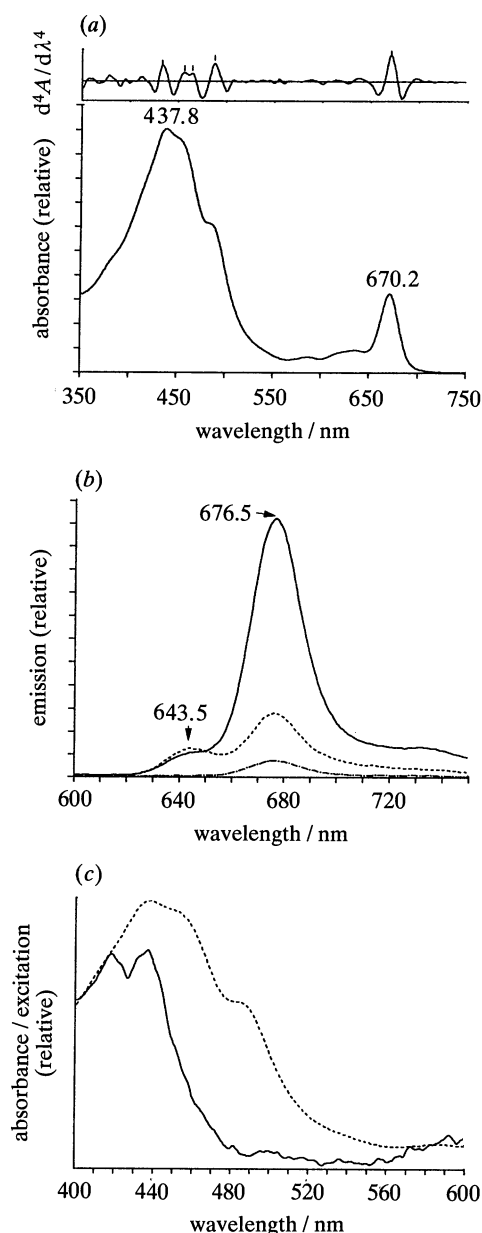 (a)
d⁴A / dλ⁴
437.8
absorbance (relative)
670.2
350 450 550 650 750
wavelength / nm
(b)
676.5
emission (relative)
643.5
600 640 680 720
wavelength / nm
(c)
absorbance / excitation
(relative)
400 440 480 520 560 600
wavelength / nm